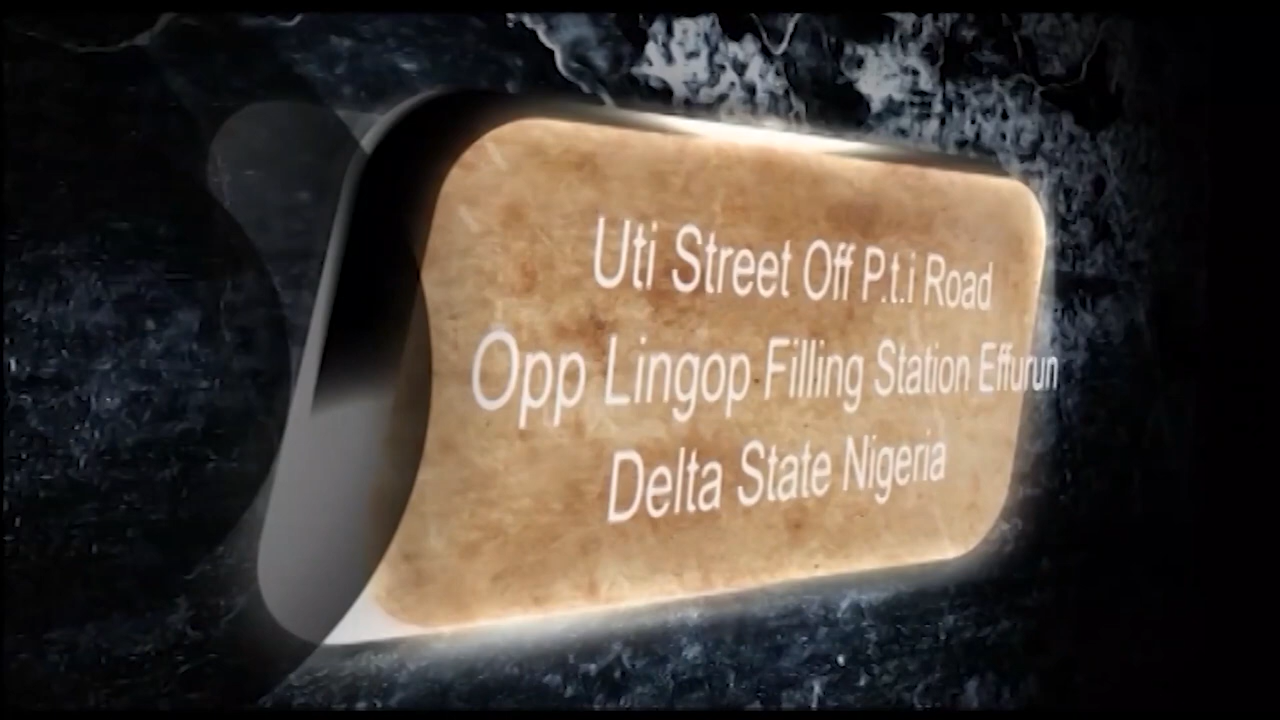 Uti Street Off P.t.i Road
Opp Lingop Filling Station Effurun
Delta State Nigeria